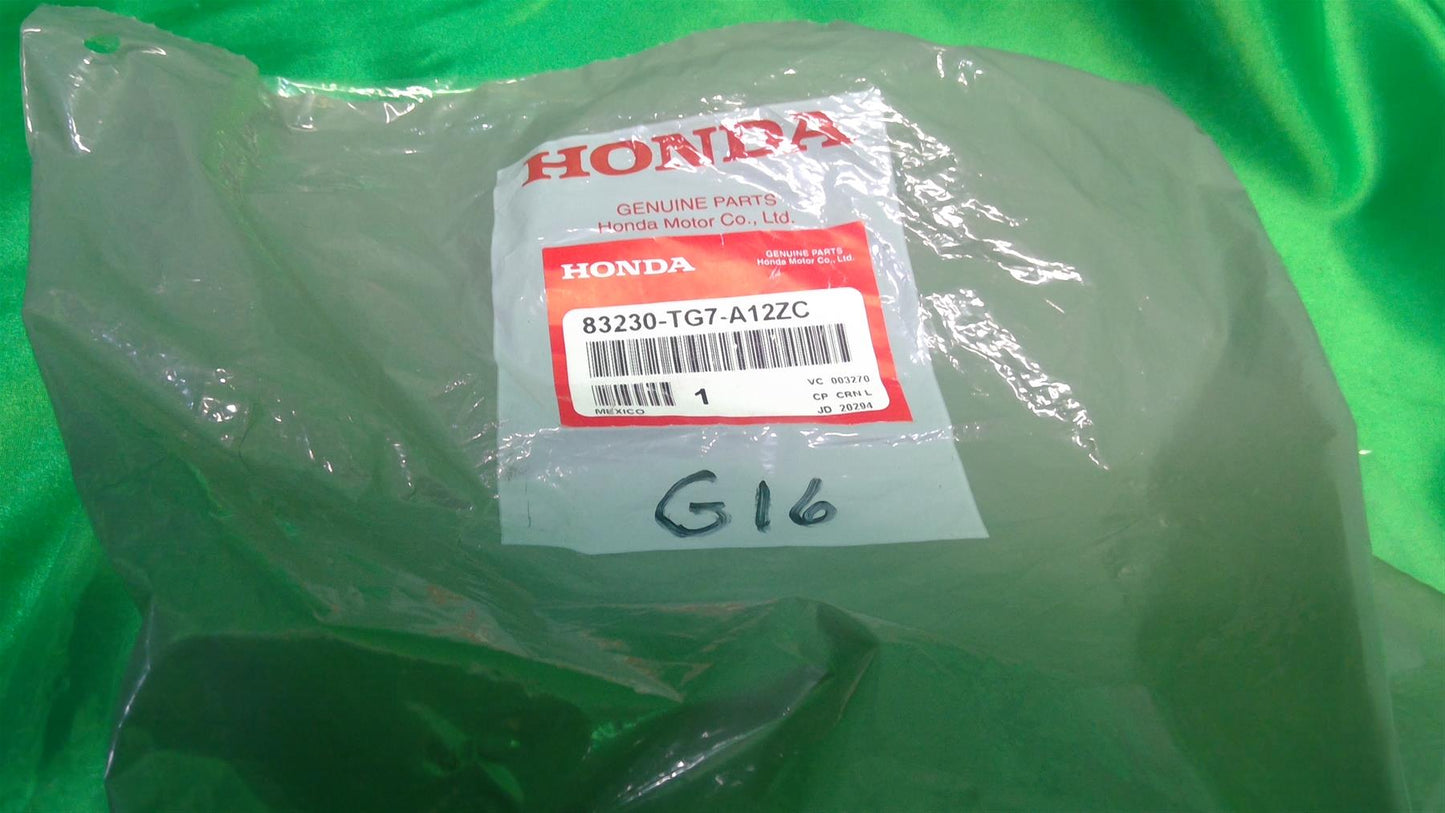 HONDA
GENUINE PARTS
Honda Motor Co., Ltd.
HONDA
GENUINE PARTS
Honda Motor Co., Ltd.
83230-TG7-A12ZC
VC 003270
1
CP CRN L
MEXICO
JD 20294
G16